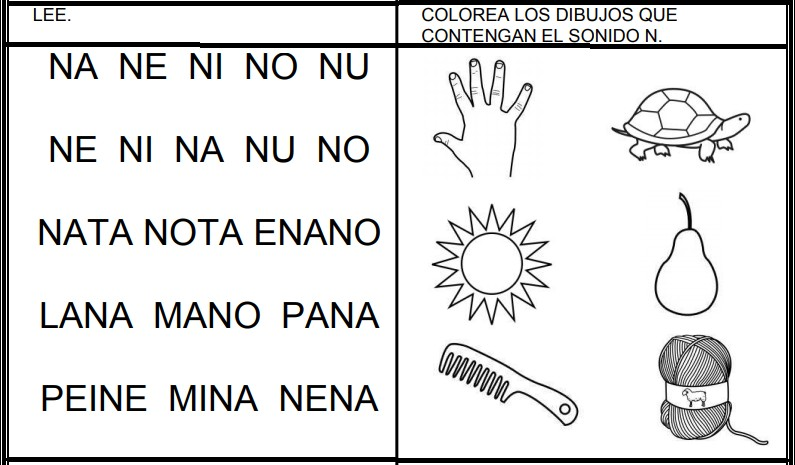 LEE.
COLOREA LOS DIBUJOS QUE
CONTENGAN EL SONIDO N.
NA NE NI NO NU
NE NI NA NU NO
NATA NOTA ENANO
LANA MANO PANA
PEINE MINA NENA